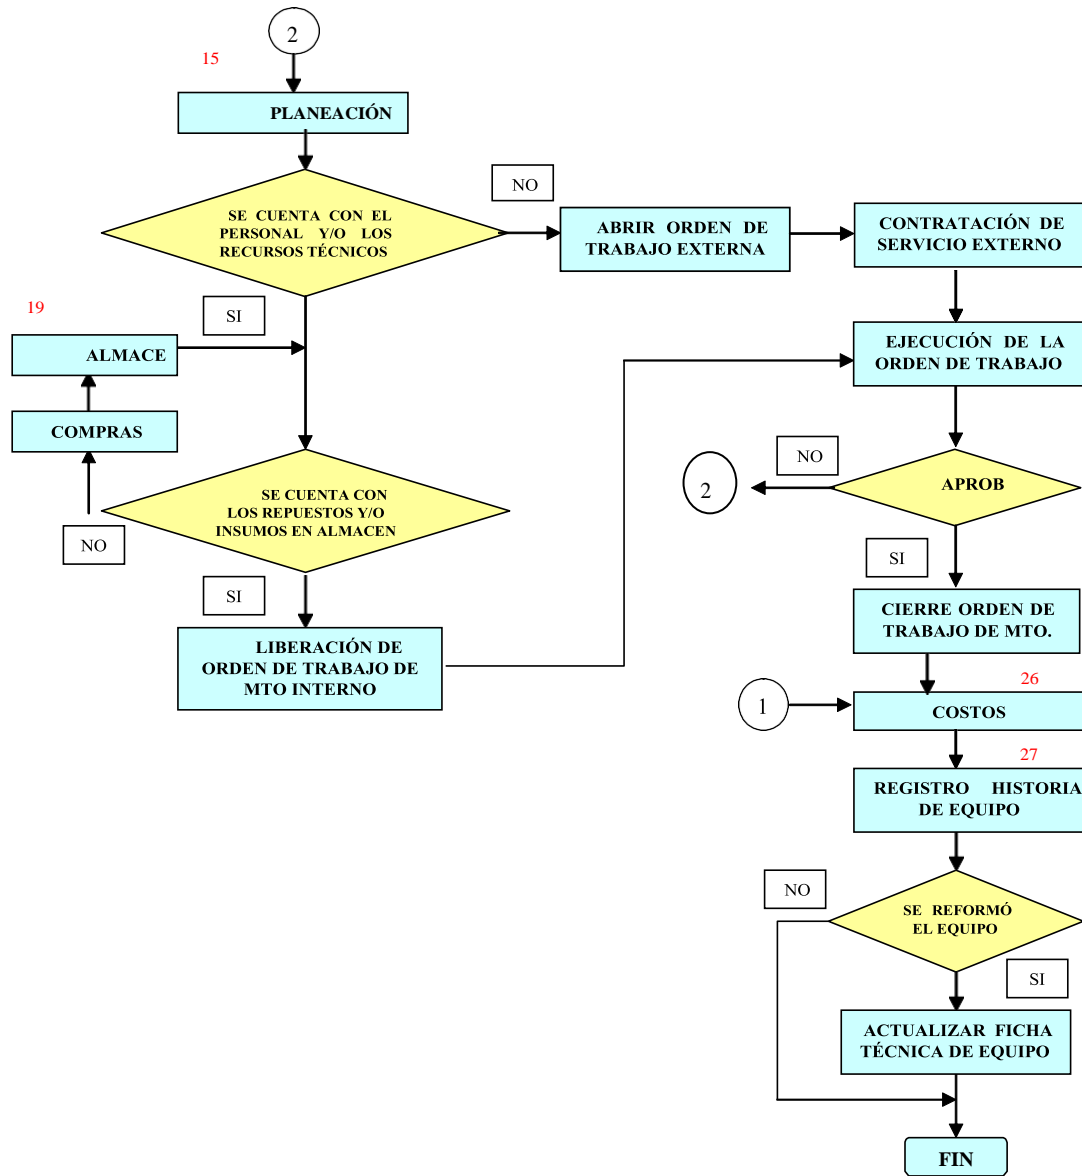 2
15
PLANEACIÓN
NO
SE CUENTA CON EL
PERSONAL Y/O LOS
RECURSOS TÉCNICOS
ABRIR ORDEN DE
TRABAJO EXTERNA
CONTRATACIÓN DE
SERVICIO EXTERNO
19
SI
ALMACE
EJECUCIÓN DE LA
ORDEN DE TRABAJO
COMPRAS
NO
2
APROB
SE CUENTA CON
LOS REPUESTOS Y/O
INSUMOS EN ALMACEN
NO
SI
SI
CIERRE ORDEN DE
TRABAJO DE MTO.
LIBERACIÓN DE
ORDEN DE TRABAJO DE
MTO INTERNO
26
1
COSTOS
27
REGISTRO HISTORIA
DE EQUIPO
NO
SE REFORMÓ
EL EQUIPO
SI
ACTUALIZAR FICHA
TÉCNICA DE EQUIPO
FIN